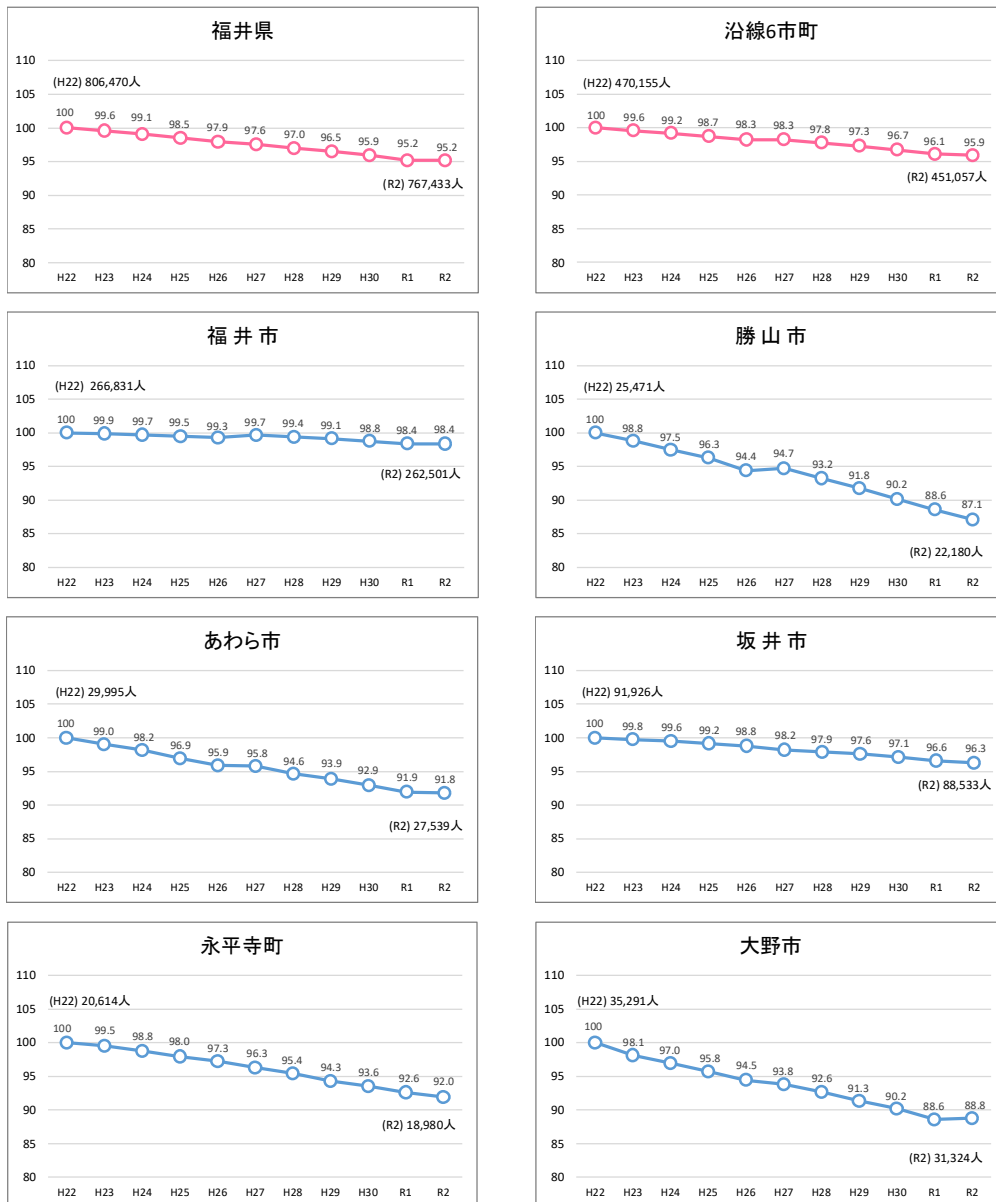 福井県
110
(H22) 806,470人
105
100 99.6 99.1 98.5 97.9 97.6 97.0 96.5 95.9 95.2 95.2
100
95
(R2) 767,433人
90
85
80
H22 H23 H24 H25 H26 H27 H28 H29 H30 R1 R2
沿線6市町
110
(H22) 470,155人
105
100 99.6 99.2 98.7 98.3 98.3 97.8 97.3 96.7 96.1 95.9
100
95
(R2) 451,057人
90
85
80
H22 H23 H24 H25 H26 H27 H28 H29 H30 R1 R2
福井市
110
(H22) 266,831人
105
100 99.9 99.7 99.5 99.3 99.7 99.4 99.1 98.8 98.4 98.4
100
95
(R2) 262,501人
90
85
80
H22 H23 H24 H25 H26 H27 H28 H29 H30 R1 R2
勝山市
110
(H22) 25,471人
105
100 98.8 97.5 96.3 94.4 94.7 93.2 91.8 90.2 88.6 87.1
100
95
90
85
(R2) 22,180人
80
H22 H23 H24 H25 H26 H27 H28 H29 H30 R1 R2
あわら市
110
(H22) 29,995人
105
100 99.0 98.2 96.9 95.9 95.8 94.6 93.9 92.9 91.9 91.8
100
95
90
(R2) 27,539人
85
80
H22 H23 H24 H25 H26 H27 H28 H29 H30 R1 R2
坂井市
110
(H22) 91,926人
105
100 99.8 99.6 99.2 98.8 98.2 97.9 97.6 97.1 96.6 96.3
100
95
(R2) 88,533人
90
85
80
H22 H23 H24 H25 H26 H27 H28 H29 H30 R1 R2
永平寺町
110
(H22) 20,614人
105
100 99.5 98.8 98.0 97.3 96.3 95.4 94.3 93.6 92.6 92.0
100
95
90
(R2) 18,980人
85
80
H22 H23 H24 H25 H26 H27 H28 H29 H30 R1 R2
大野市
110
(H22) 35,291人
105
100 98.1 97.0 95.8 94.5 93.8 92.6 91.3 90.2 88.6 88.8
100
95
90
85
(R2) 31,324人
80
H22 H23 H24 H25 H26 H27 H28 H29 H30 R1 R2